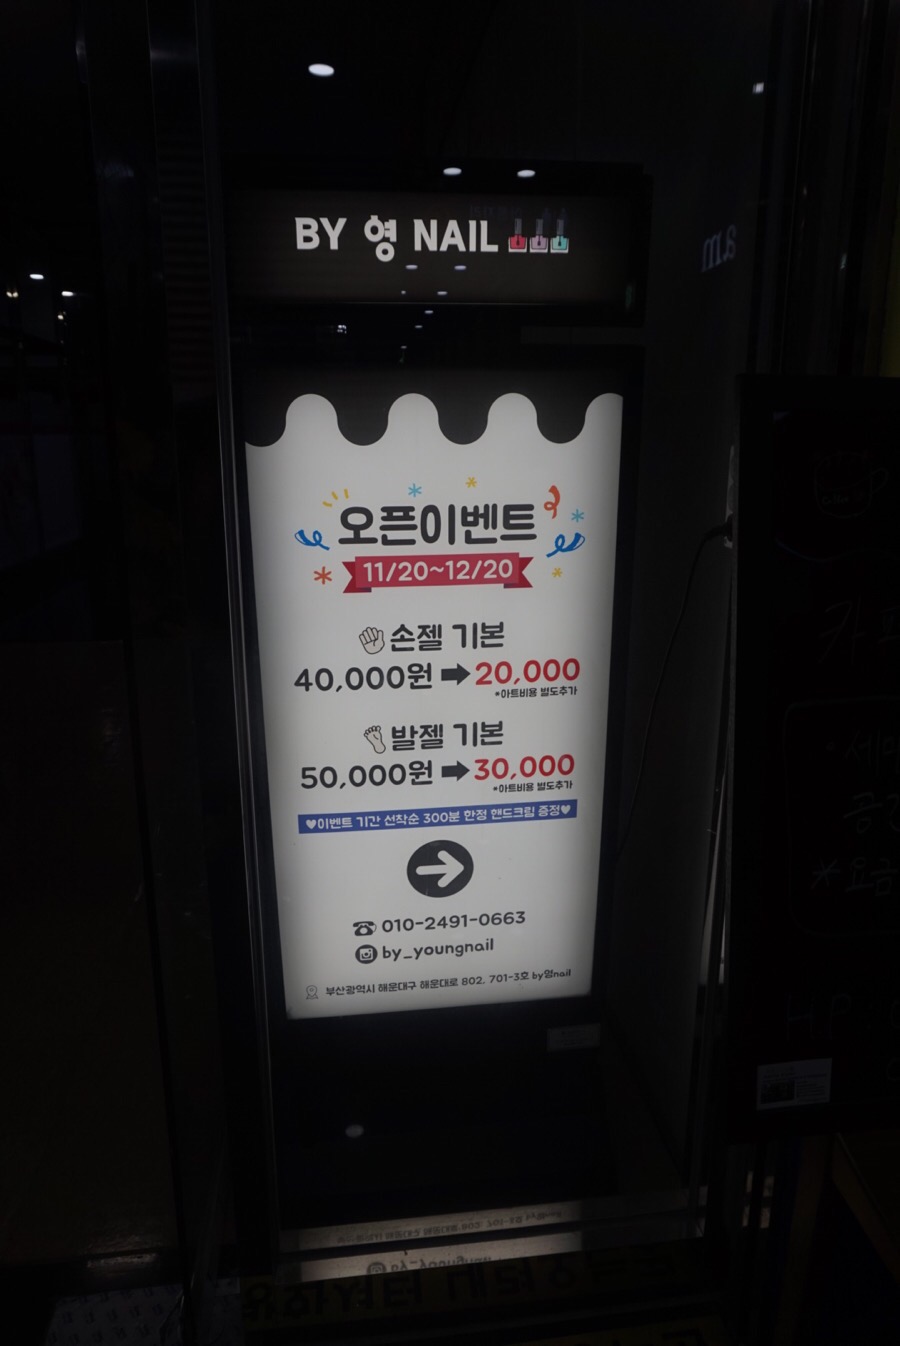 BY 영 NAIL
오픈이벤트
11/20~12/20
손젤 기본
40,000원 ➡ 20,000
*아트비용 별도추가
발젤 기본
50,000원 ➡ 30,000
*아트비용 별도추가
♥이벤트 기간 선착순 300분 한정 핸드크림 증정♥
010-2491-0663
by_youngnail
부산광역시 해운대구 해운대로 802. 701-3호 by영nail